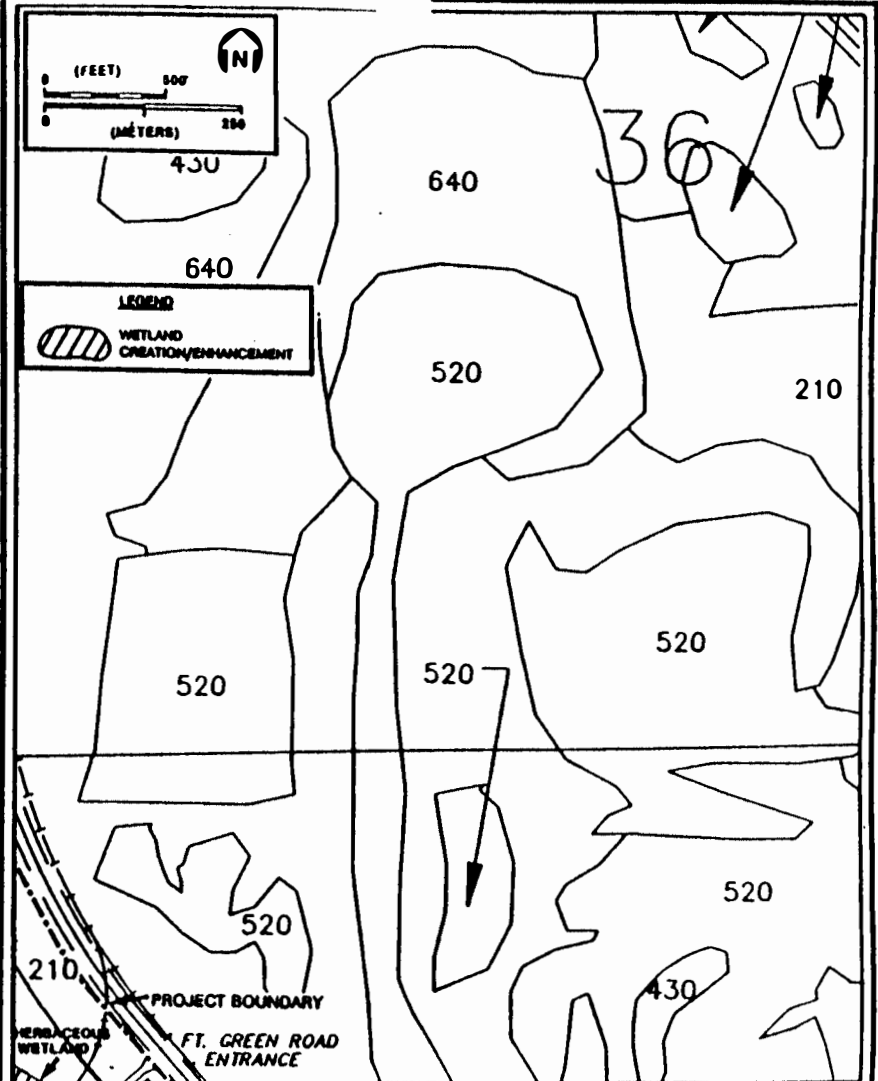 N
(FEET)
0 500'
0 250
(METERS)
430
36
640
640
LEGEND
WETLAND
CREATION/ENHANCEMENT
520
210
520
520
520
520
520
210
430
PROJECT BOUNDARY
FT. GREEN ROAD
ENTRANCE
HERBACEOUS
WETLAND